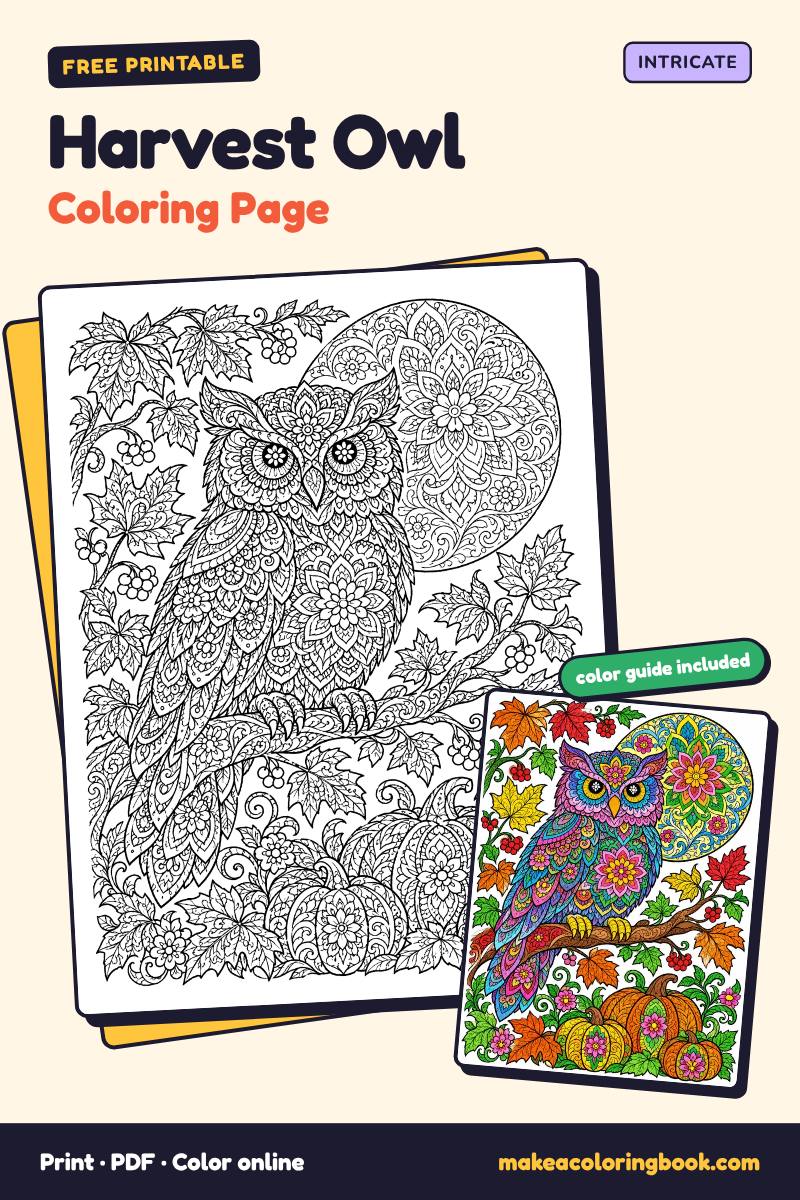 FREE PRINTABLE
INTRICATE
Harvest Owl
Coloring Page
color guide included
Print · PDF · Color online
makeacoloringbook.com